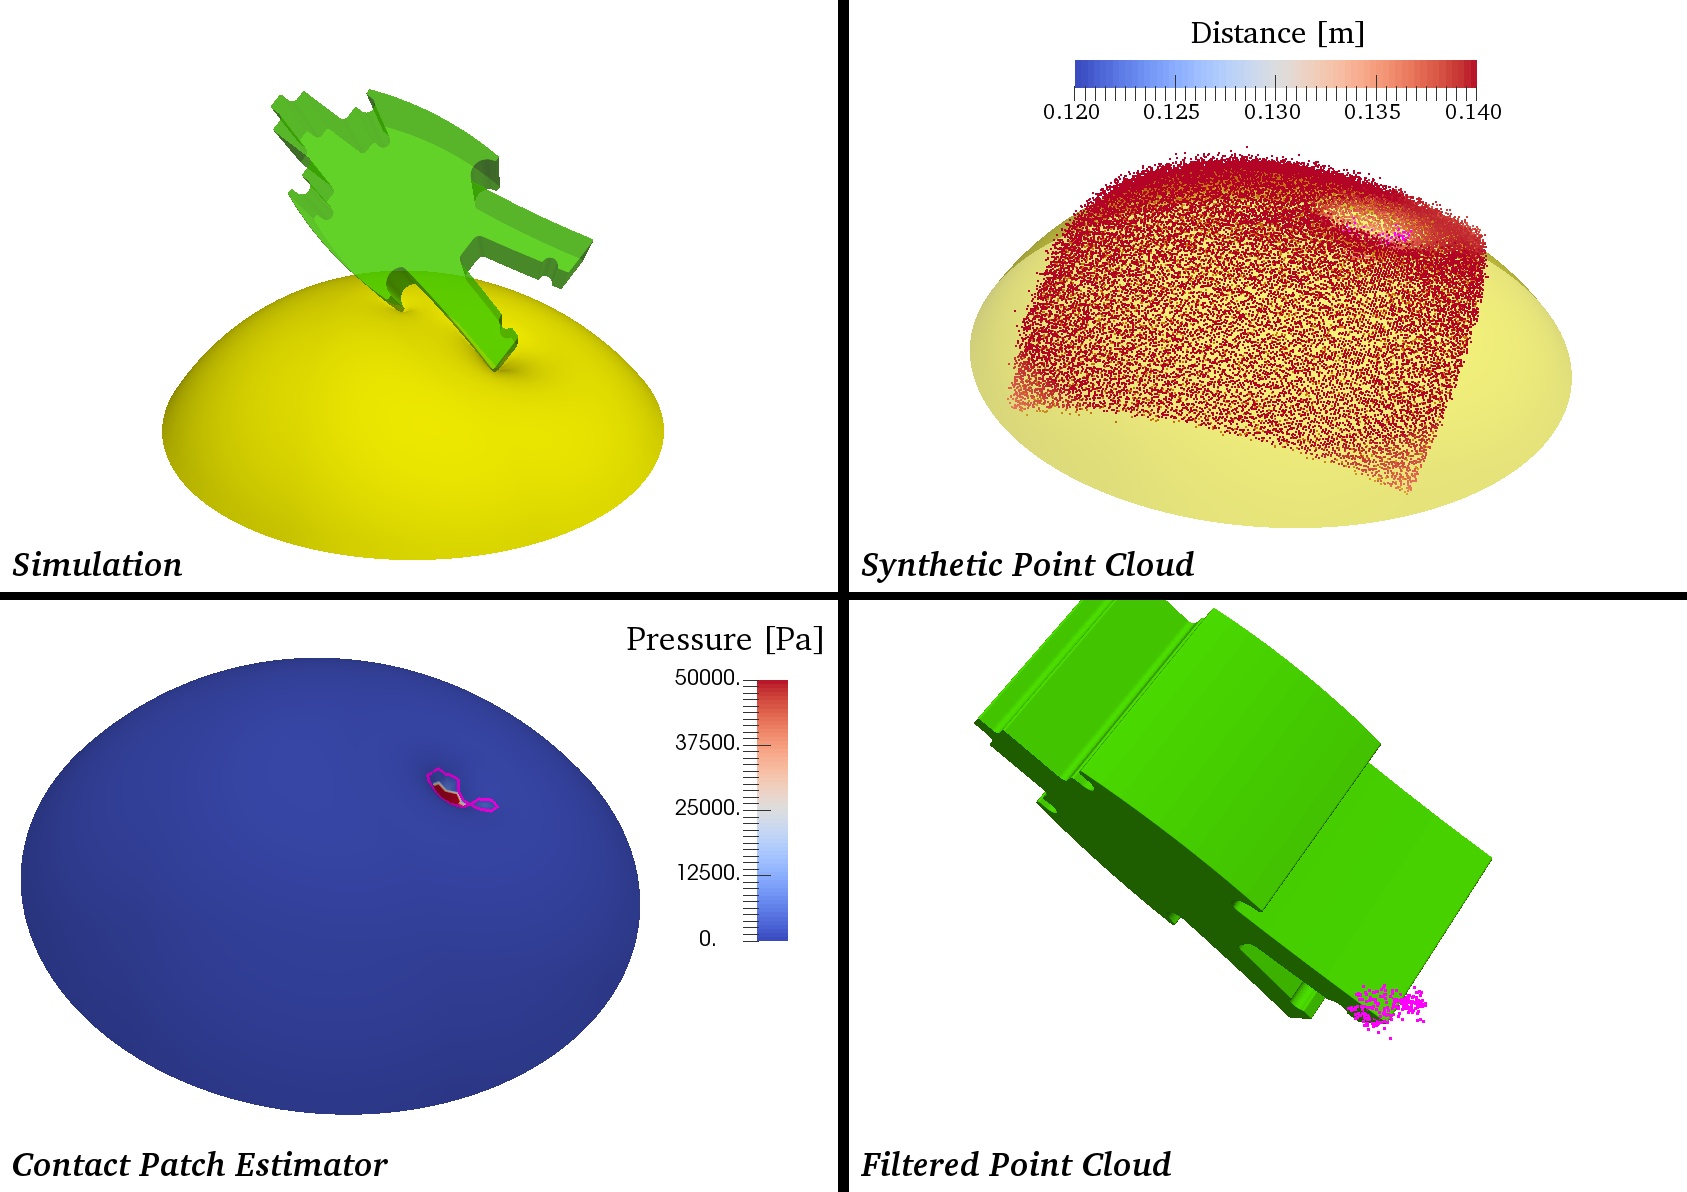 Simulation
Distance [m]
0.120 0.125 0.130 0.135 0.140
Synthetic Point Cloud
Pressure [Pa]
50000.
37500.
25000.
12500.
0.
Contact Patch Estimator
Filtered Point Cloud